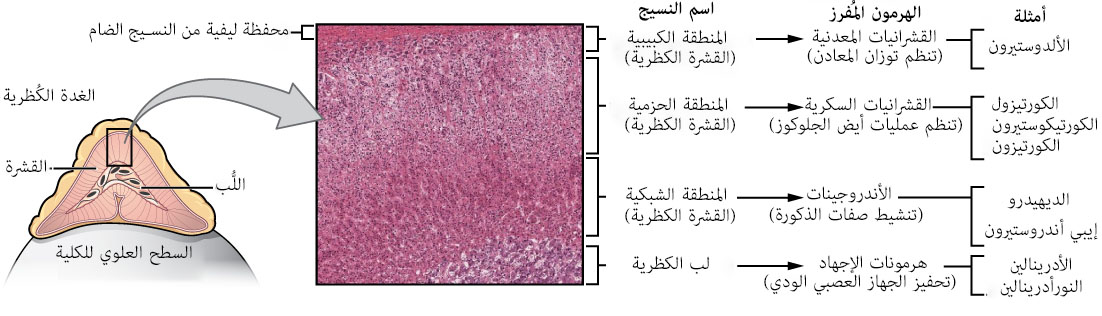 اسم النسيج
الهرمون المُفرز
أمثلة
محفظة ليفية من النسيج الضام
المنطقة الكبيبية
(القشرة الكظرية)
القشرانيات المعدنية
(تنظم توزان المعادن)
الألدوستيرون
الغدة الكُظرية
المنطقة الحزمية
(القشرة الكظرية)
القشرانيات السكرية
(تنظم عمليات أيض الجلوكوز)
الكورتيزول
الكورتيكوستيرون
الكورتيزون
القشرة
اللُّب
السطح العلوي للكلية
المنطقة الشبكية
(القشرة الكظرية)
الأندروجينات
(تنشيط صفات الذكورة)
الديهيدرو
إيبي أندروستيرون
لب الكظرية
هرمونات الإجهاد
(تحفيز الجهاز العصبي الودي)
الأدرينالين
النورأدرينالين